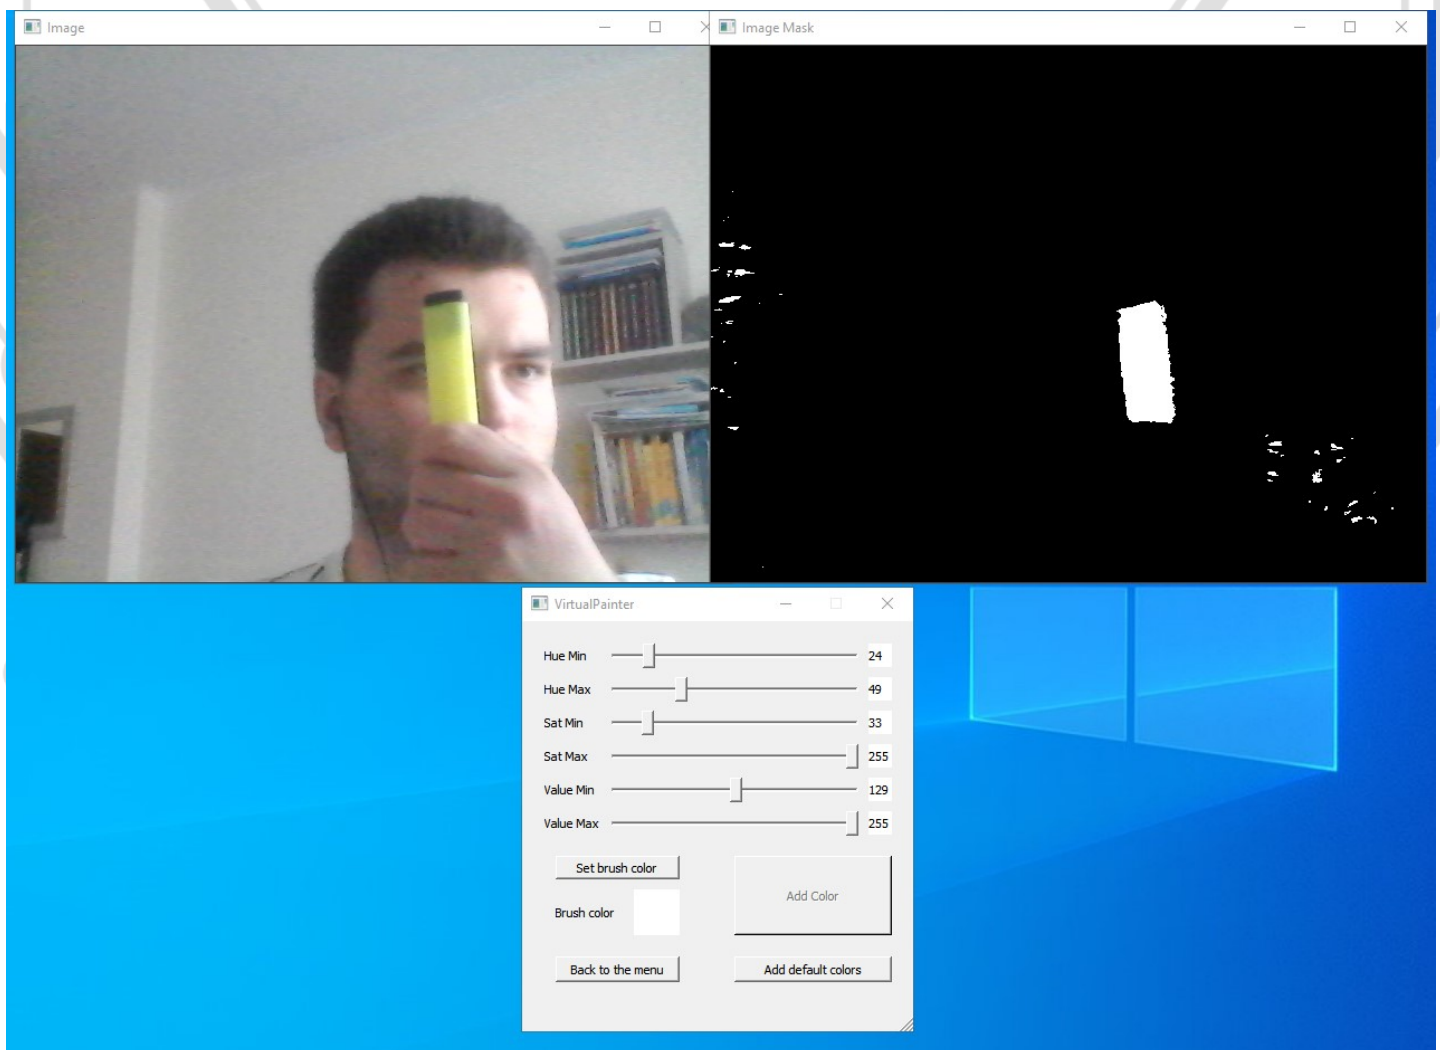 Image
Image Mask
VirtualPainter
Hue Min 24
Hue Max 49
Sat Min 33
Sat Max 255
Value Min 129
Value Max 255
Set brush color
Add Color
Brush color
Back to the menu
Add default colors